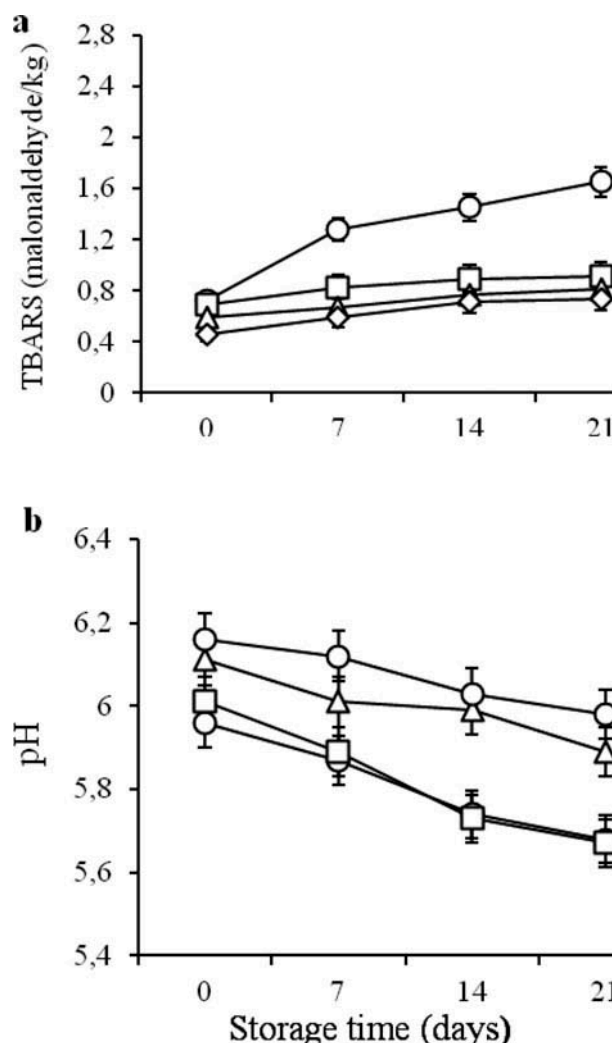 a
TBARS (malonaldehyde/kg)
2,8
2,4
2
1,6
1,2
0,8
0,4
0
0 7 14 21
b
pH
6,4
6,2
6
5,8
5,6
5,4
0 7 14 21
Storage time (days)